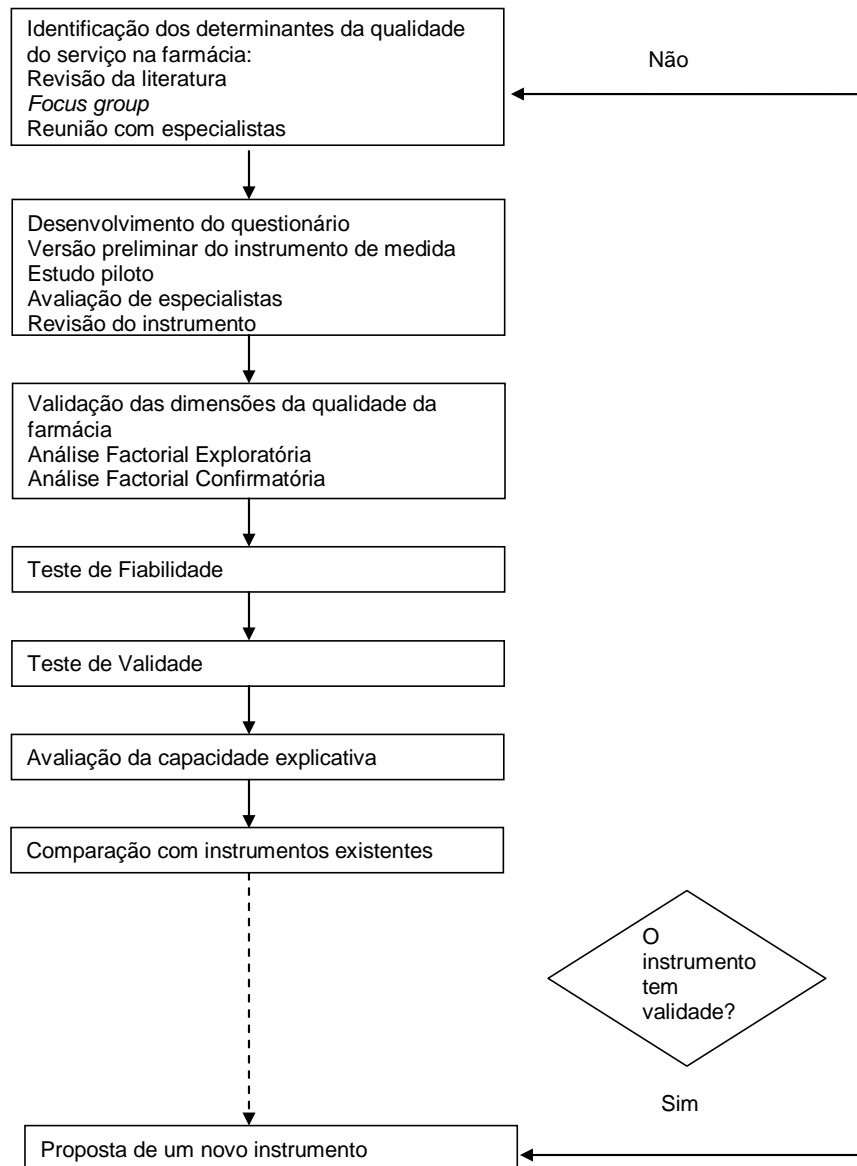 Identificação dos determinantes da qualidade
do serviço na farmácia:
Revisão da literatura
Focus group
Reunião com especialistas
Não
Desenvolvimento do questionário
Versão preliminar do instrumento de medida
Estudo piloto
Avaliação de especialistas
Revisão do instrumento
Validação das dimensões da qualidade da
farmácia
Análise Factorial Exploratória
Análise Factorial Confirmatória
Teste de Fiabilidade
Teste de Validade
Avaliação da capacidade explicativa
Comparação com instrumentos existentes
O
instrumento
tem
validade?
Sim
Proposta de um novo instrumento